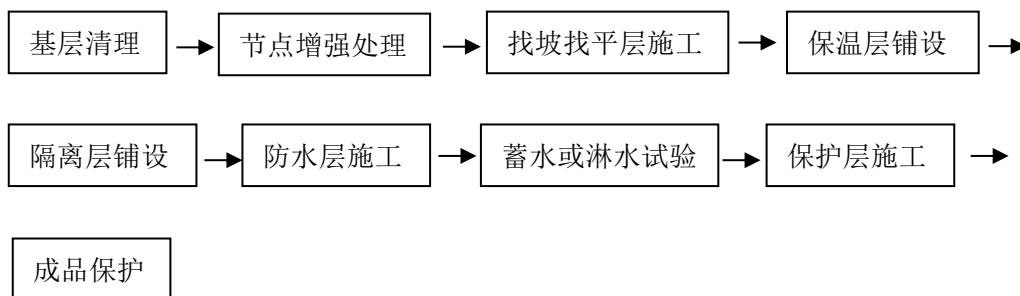 基层清理 节点增强处理 找坡找平层施工 保温层铺设
隔离层铺设 防水层施工 蓄水或淋水试验 保护层施工
成品保护